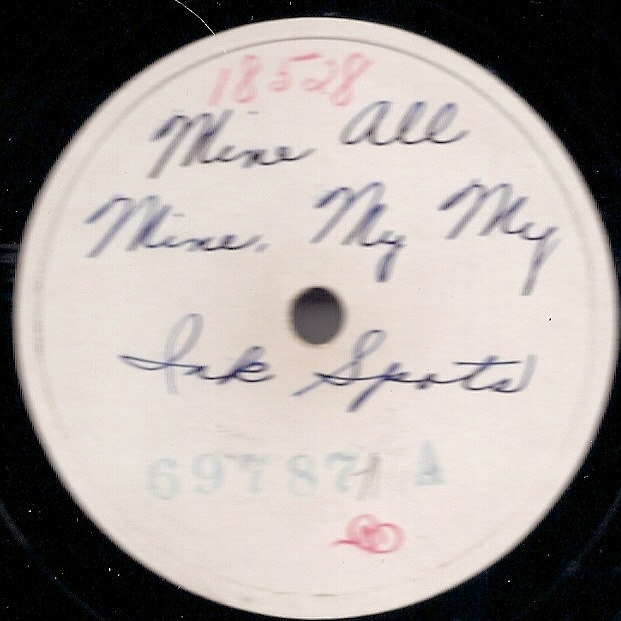 18528
Mine All
Mine, My My
Ink Spots
69787 A